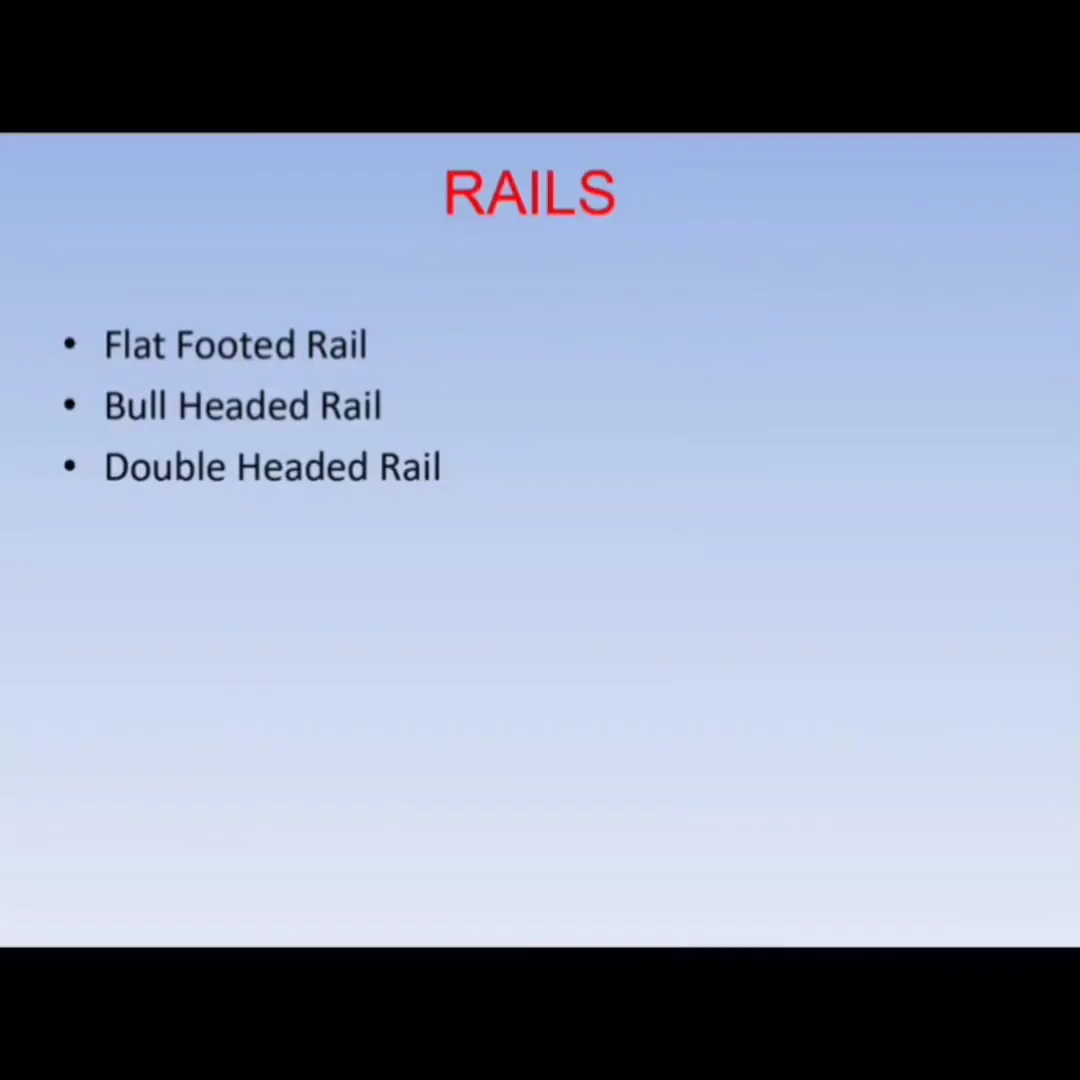 RAILS
• Flat Footed Rail
• Bull Headed Rail
• Double Headed Rail